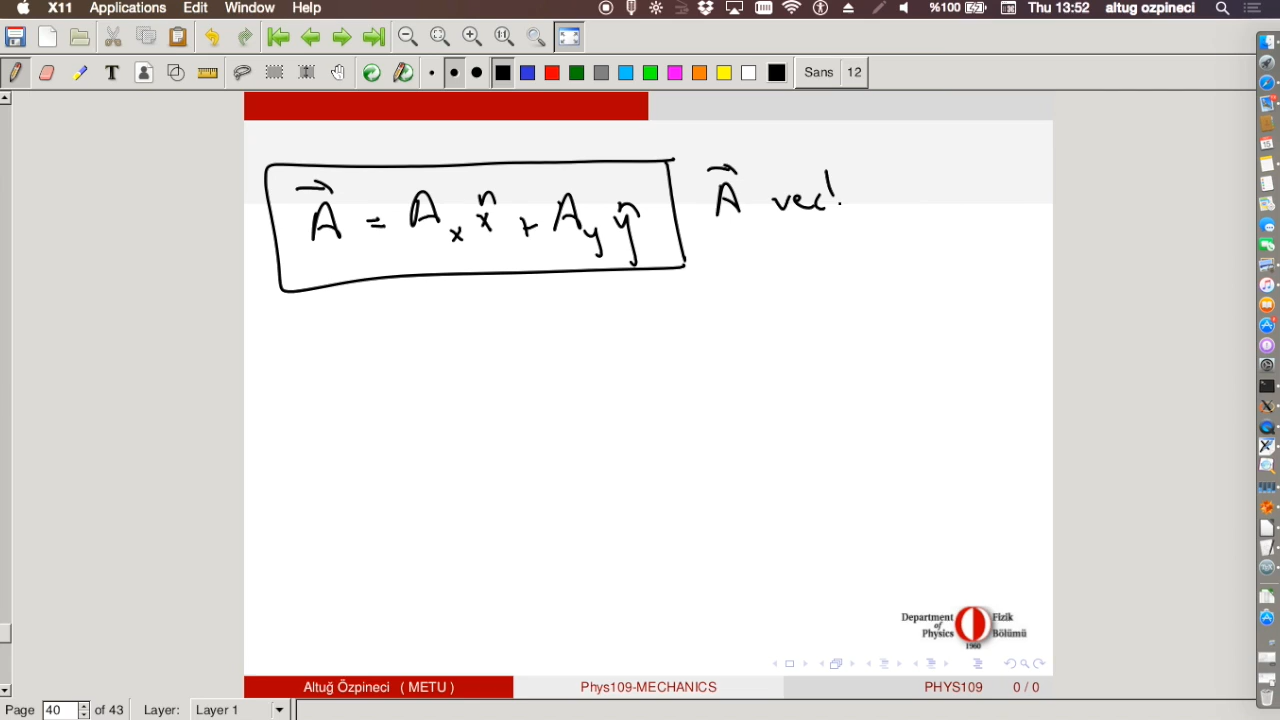 X11 Applications Edit Window Help %100 Thu 13:52 altug ozpineci
Sans 12
A⃗ = Aₓ x̂ + A_y ŷ A⃗ vec
Department of Physics 1960 Fizik Bölümü
Altuğ Özpineci ( METU ) Phys109-MECHANICS PHYS109 0 / 0
Page 40 of 43 Layer: Layer 1